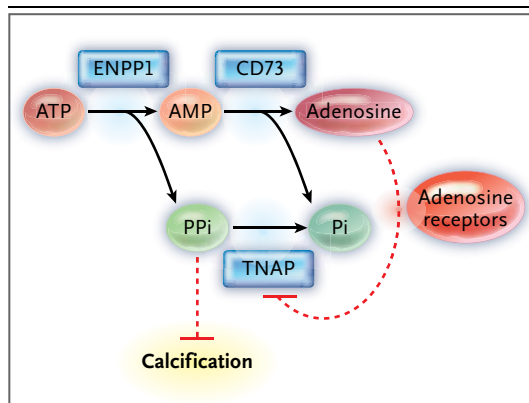 ENPP1
CD73
ATP
AMP
Adenosine
Adenosine
receptors
PPi
Pi
TNAP
Calcification